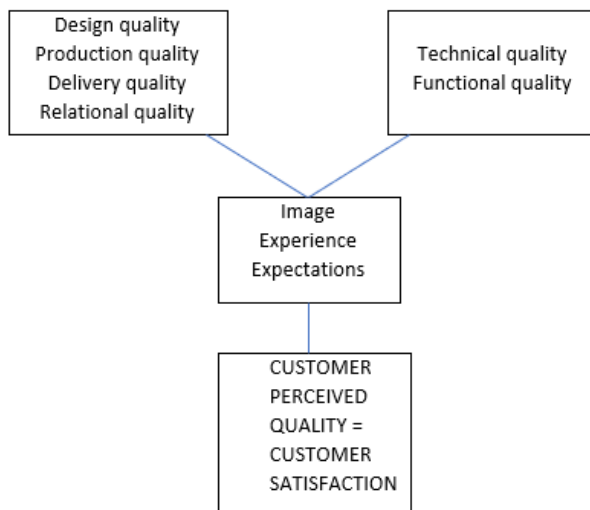 Design quality
Production quality
Delivery quality
Relational quality
Technical quality
Functional quality
Image
Experience
Expectations
CUSTOMER
PERCEIVED
QUALITY =
CUSTOMER
SATISFACTION